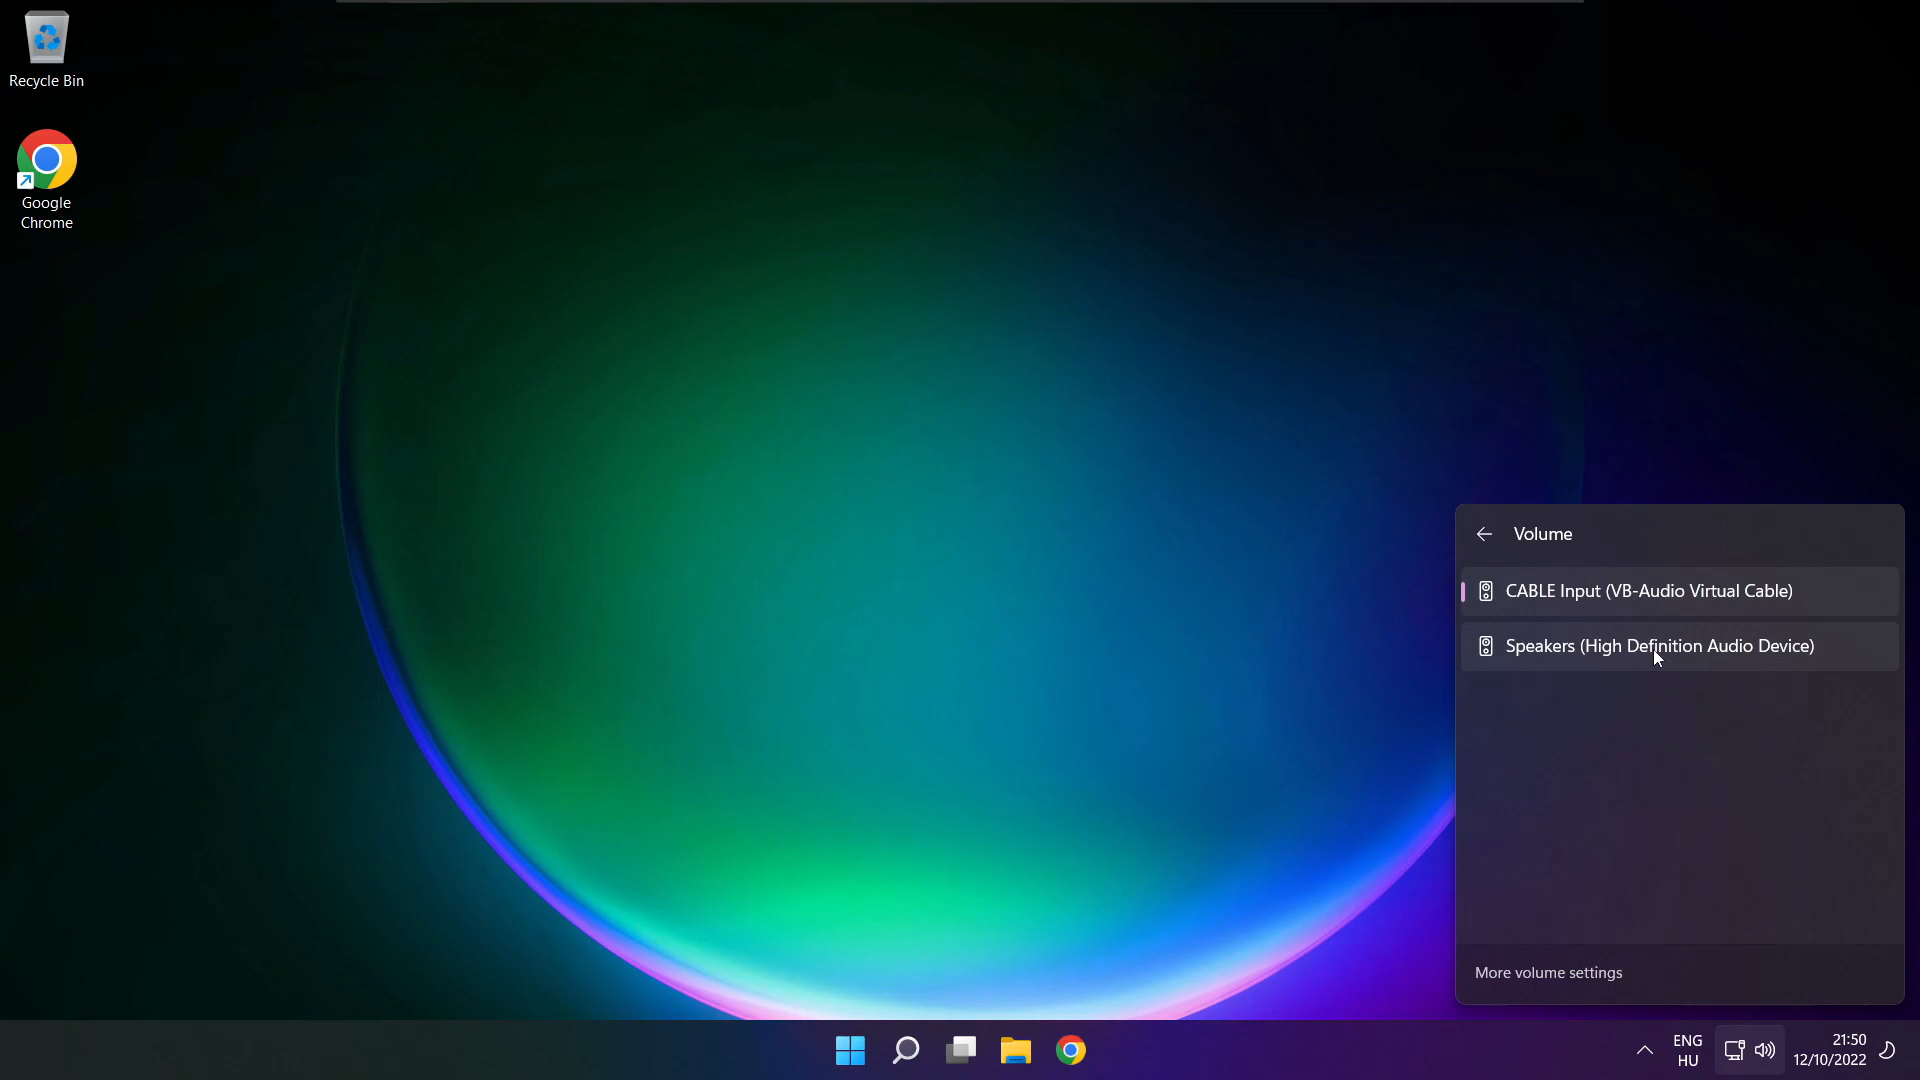 Recycle Bin
Google
Chrome
Volume
CABLE Input (VB-Audio Virtual Cable)
Speakers (High Definition Audio Device)
More volume settings
ENG
HU
21:50
12/10/2022